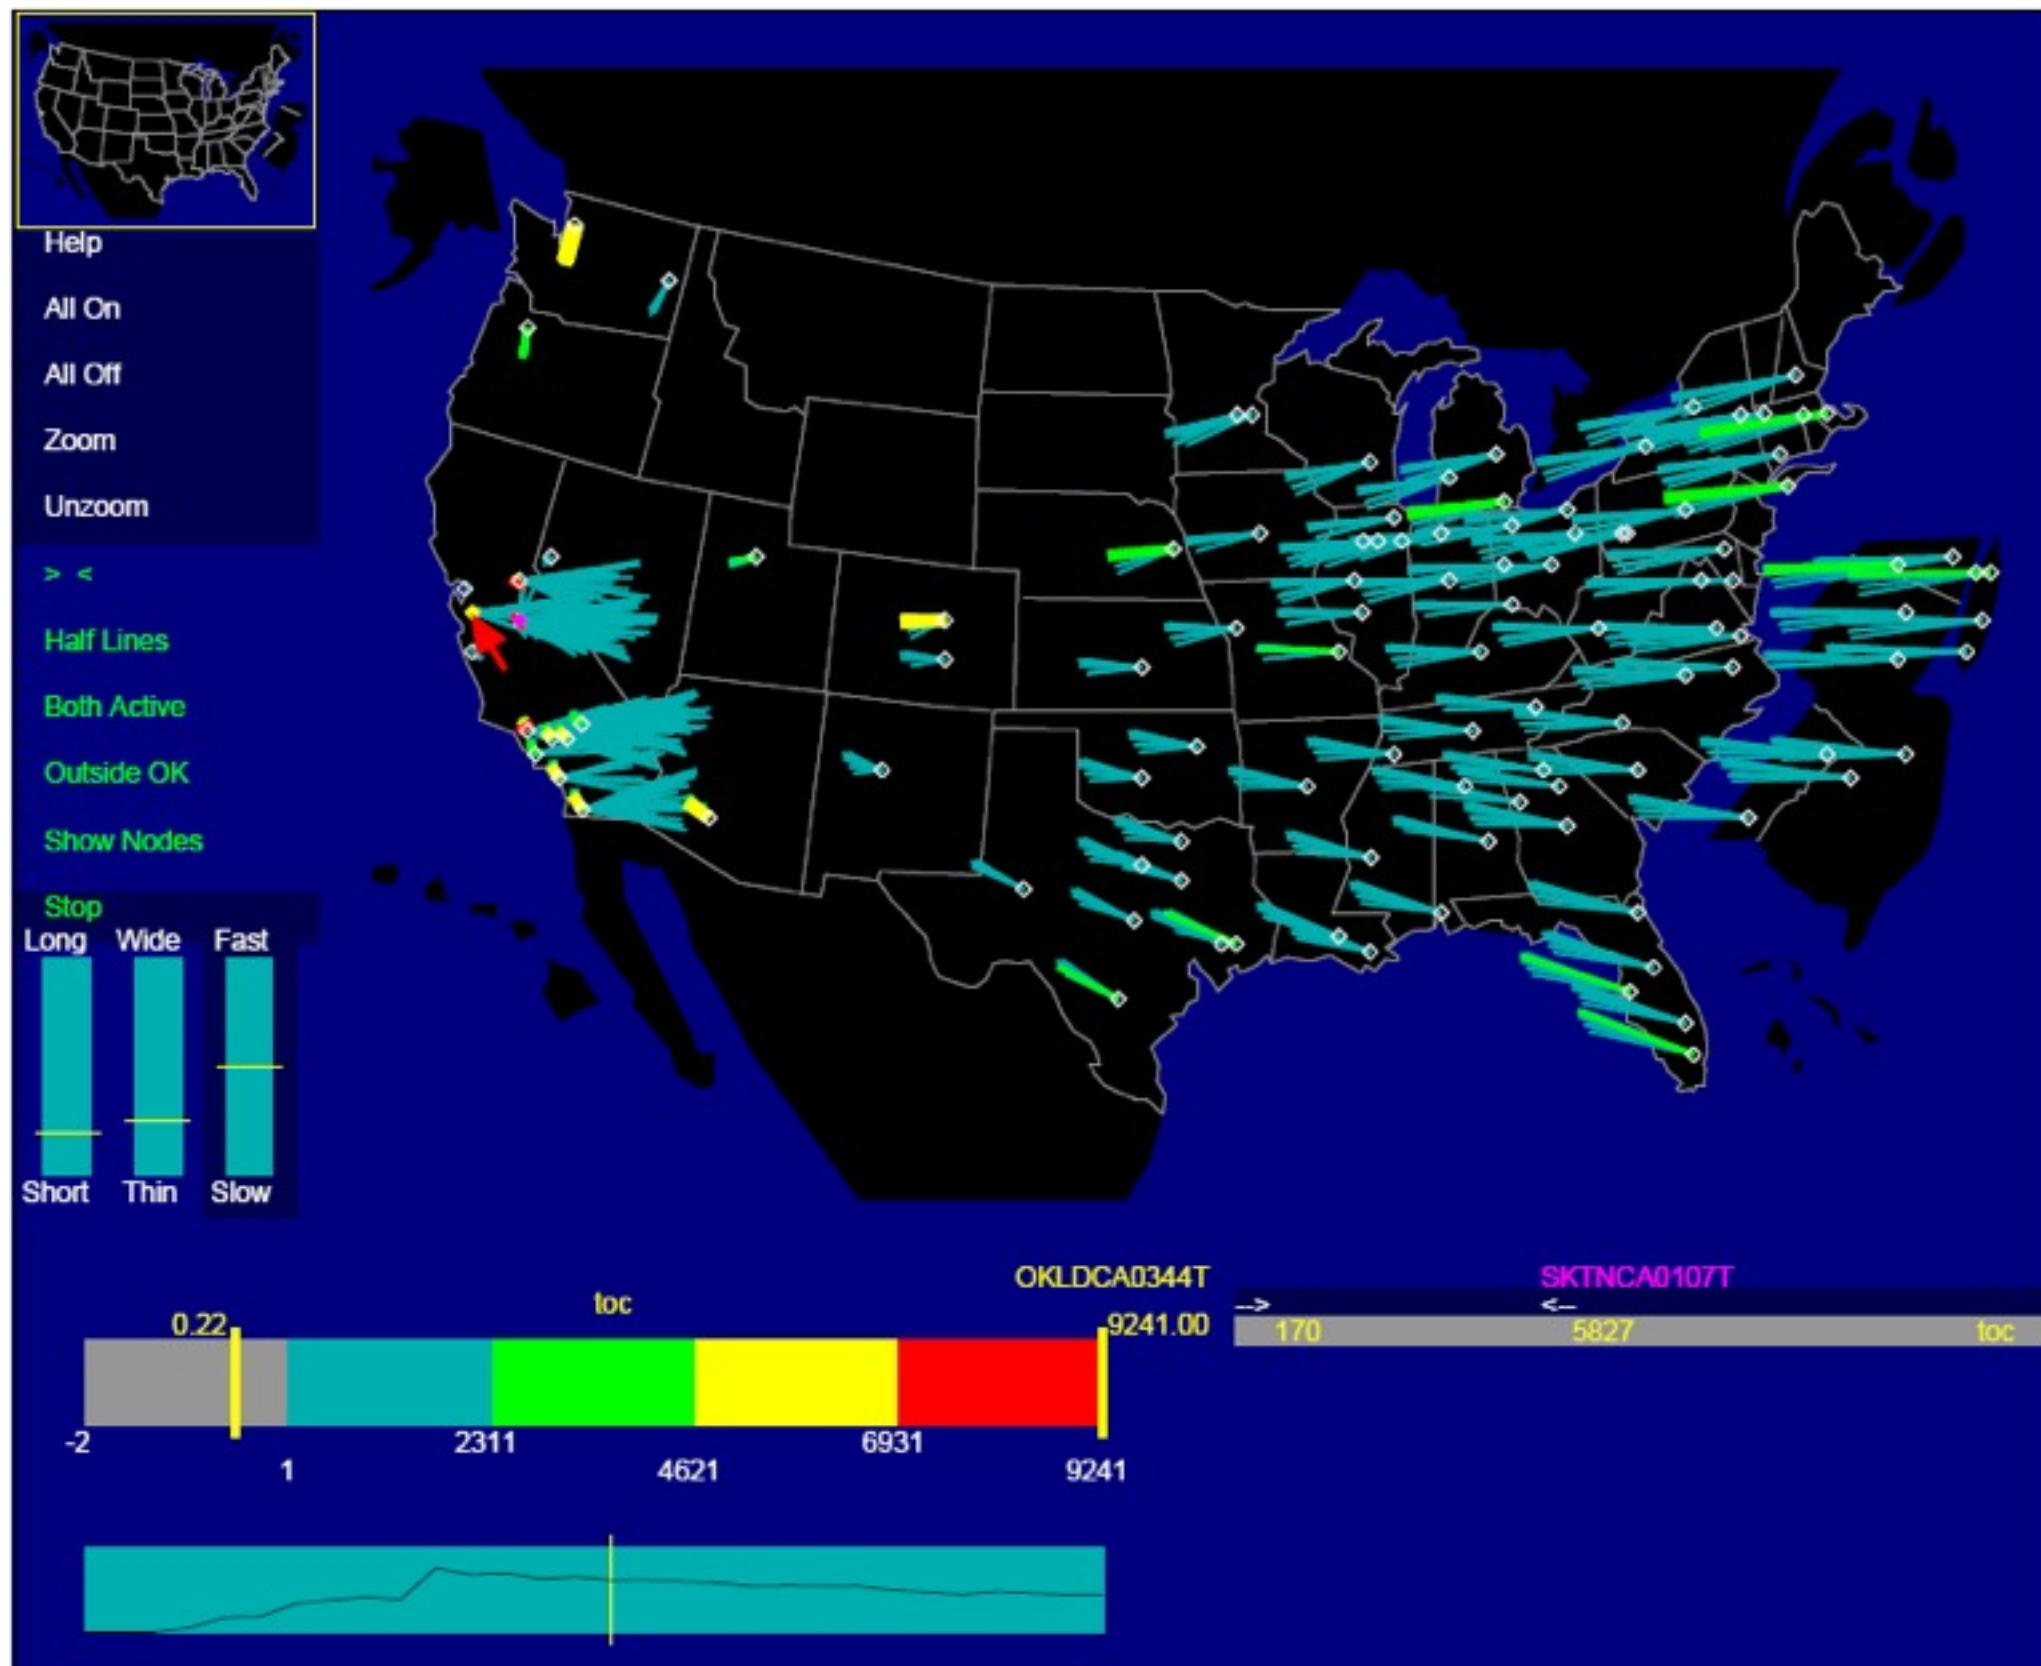 Help
All On
All Off
Zoom
Unzoom
> <
Half Lines
Both Active
Outside OK
Show Nodes
Stop
Long Wide Fast
Short Thin Slow
OKLDCA0344T SKTNCA0107T
toc
--> <--
0.22 9241.00
170 5827 toc
-2 2311 6931
1 4621 9241